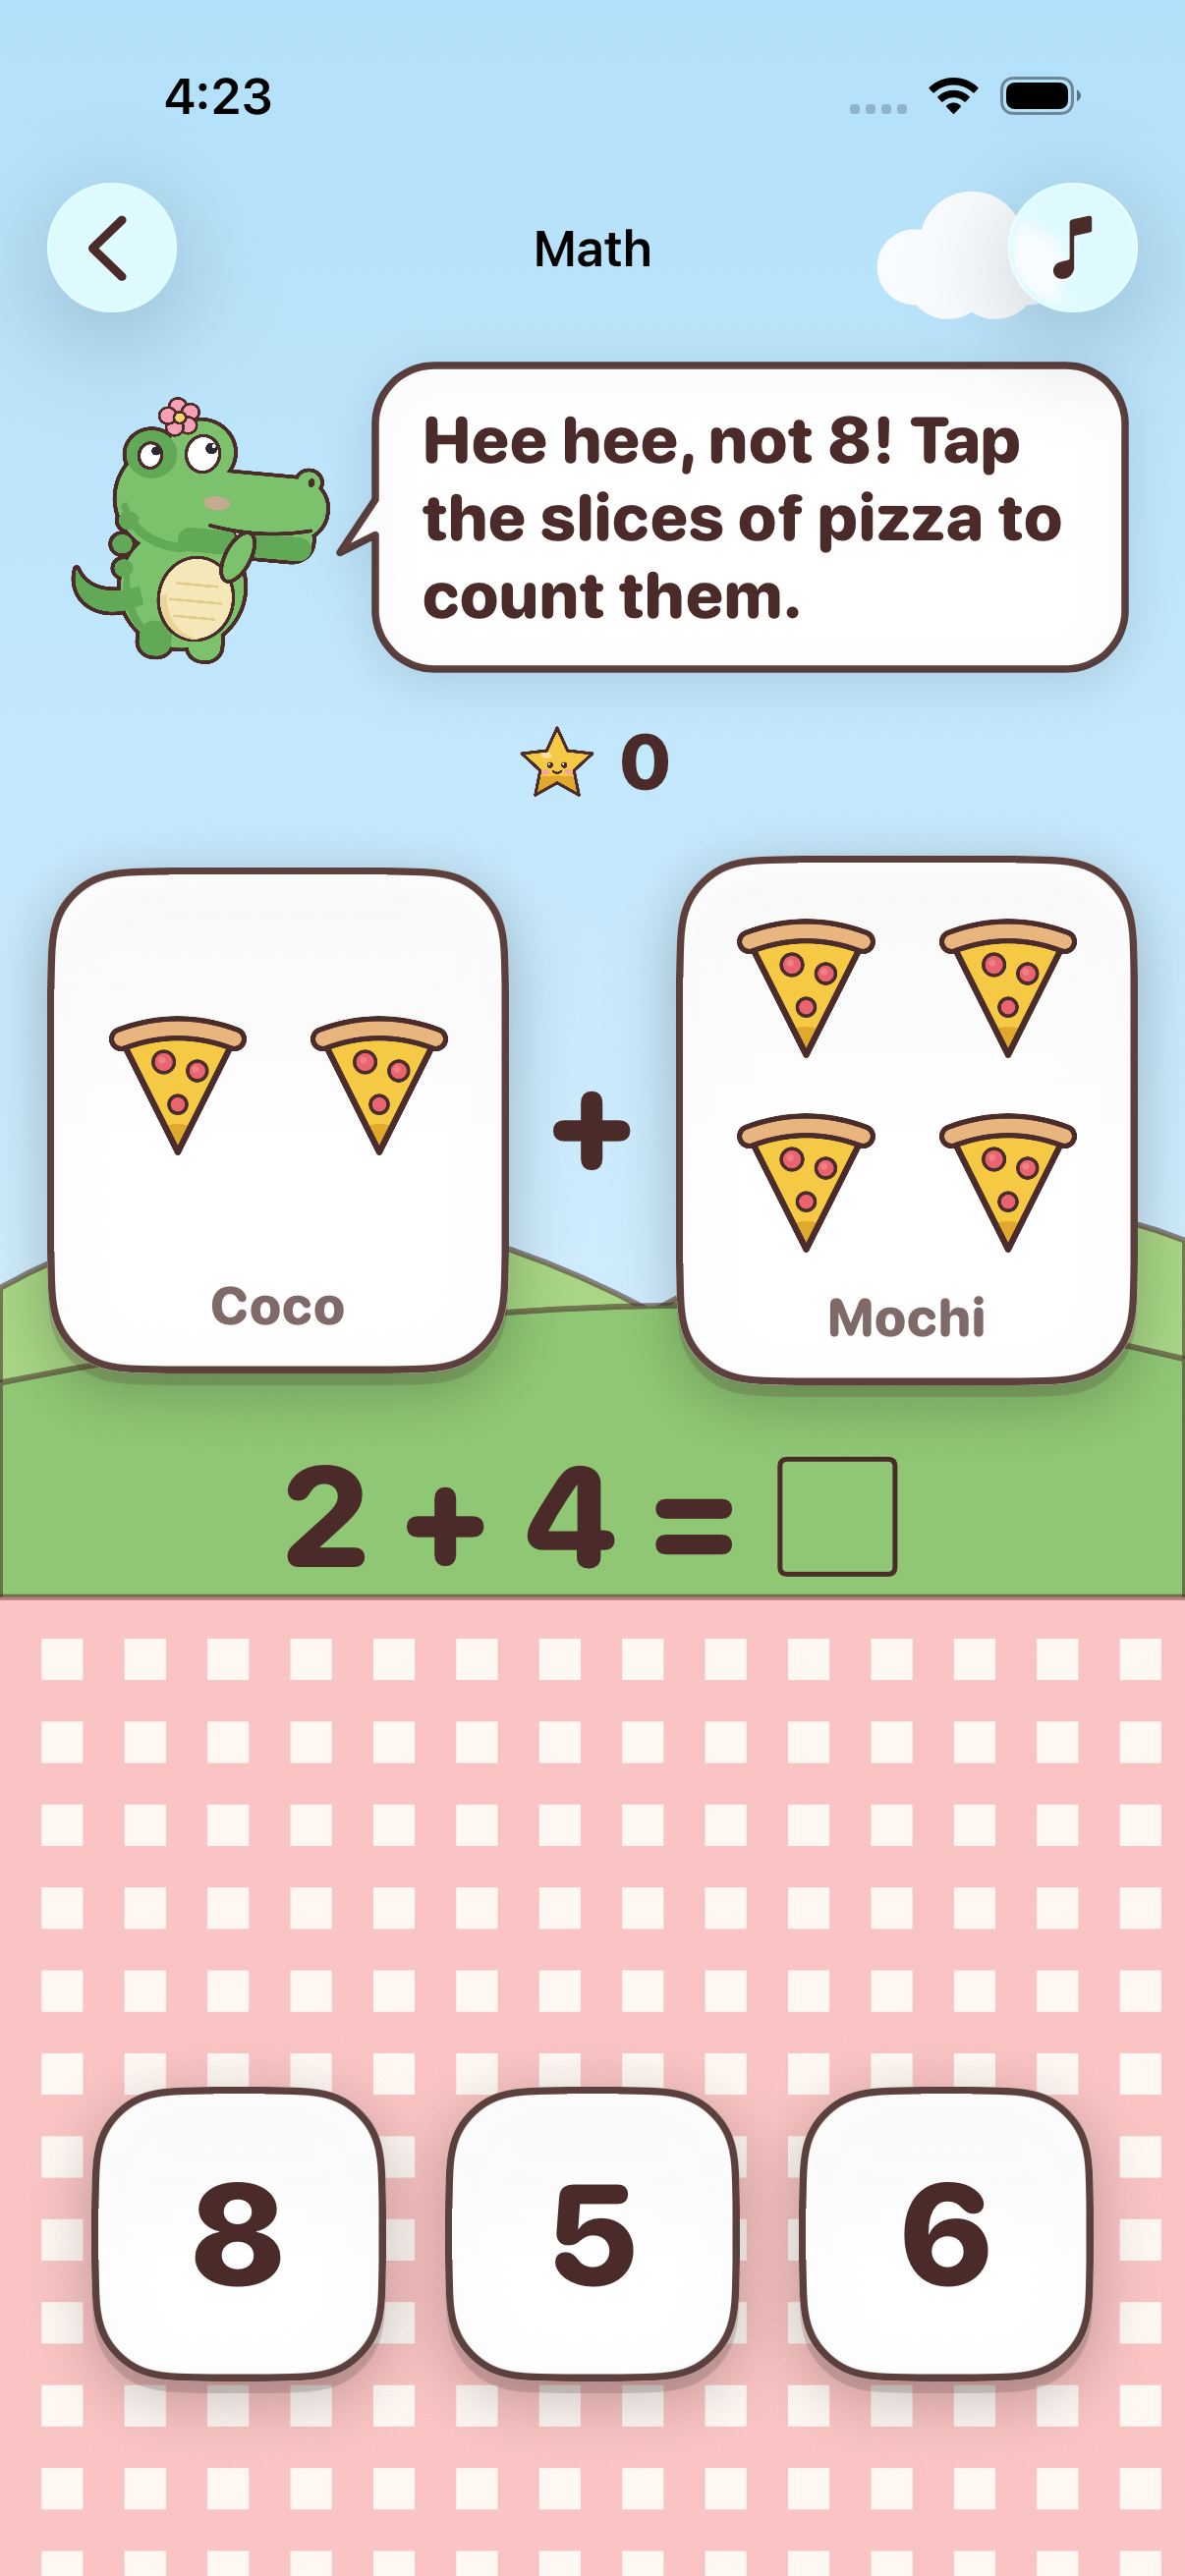 4:23
Math
Hee hee, not 8! Tap
the slices of pizza to
count them.
0
+
Coco
Mochi
2 + 4 = 
8
5
6